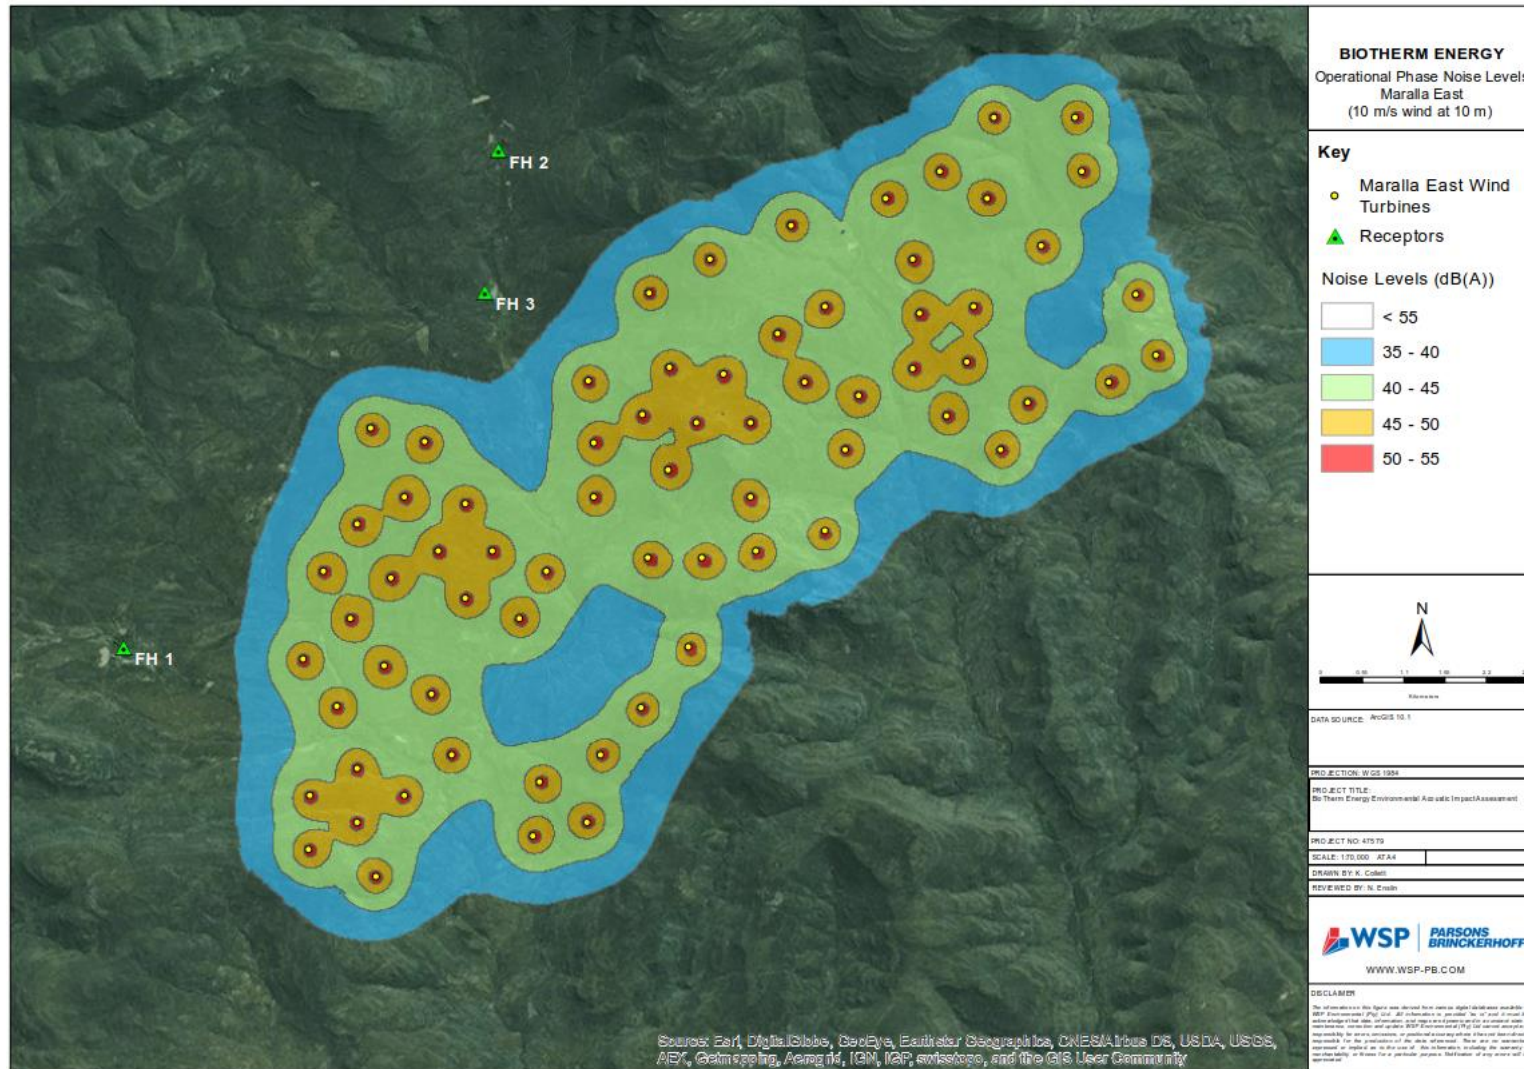 BIOTHERM ENERGY
Operational Phase Noise Levels
Maralla East
(10 m/s wind at 10 m)
Key
Maralla East Wind
Turbines
Receptors
Noise Levels (dB(A))
< 55
35 - 40
40 - 45
45 - 50
50 - 55
FH 2
FH 3
FH 1
N
Kilometers
DATA SOURCE: ArcGIS 10.1
PROJECTION: WGS 1984
PROJECT TITLE:
BioTherm Energy Environmental Acoustic Impact Assessment
PROJECT NO: 47579
SCALE: 1:70,000 AT A4
DRAWN BY: K. Collett
REVIEWED BY: N. Enslin
WSP | PARSONS
BRINCKERHOFF
WWW.WSP-PB.COM
DISCLAIMER
Source: Esri, DigitalGlobe, GeoEye, Earthstar Geographics, CNES/Airbus DS, USDA, USGS,
AEX, Getmapping, Aerogrid, IGN, IGP, swisstopo, and the GIS User Community